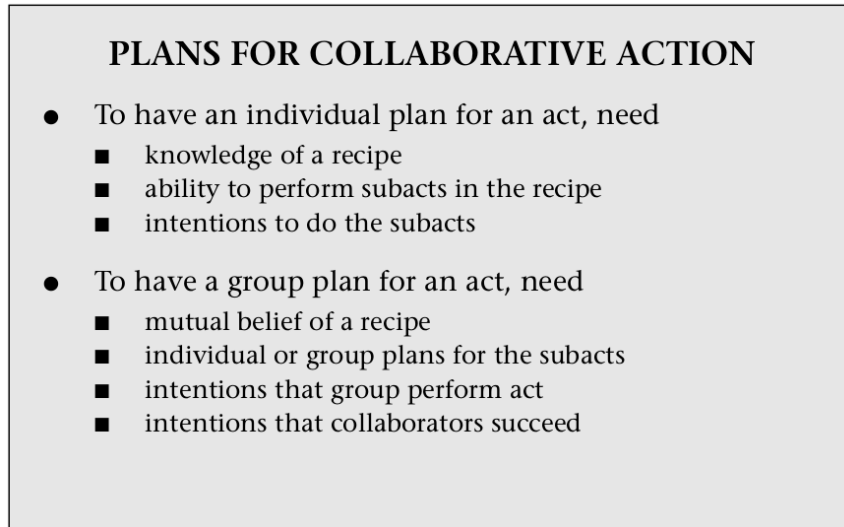 PLANS FOR COLLABORATIVE ACTION
● To have an individual plan for an act, need
■ knowledge of a recipe
■ ability to perform subacts in the recipe
■ intentions to do the subacts
● To have a group plan for an act, need
■ mutual belief of a recipe
■ individual or group plans for the subacts
■ intentions that group perform act
■ intentions that collaborators succeed